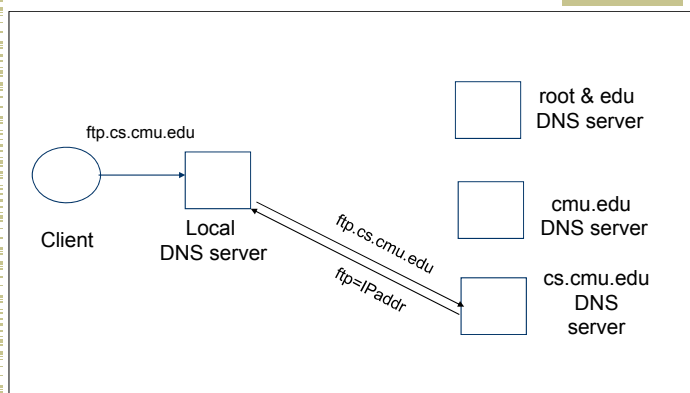 root & edu
DNS server
ftp.cs.cmu.edu
Client
Local
DNS server
ftp.cs.cmu.edu
ftp=IPaddr
cmu.edu
DNS server
cs.cmu.edu
DNS
server